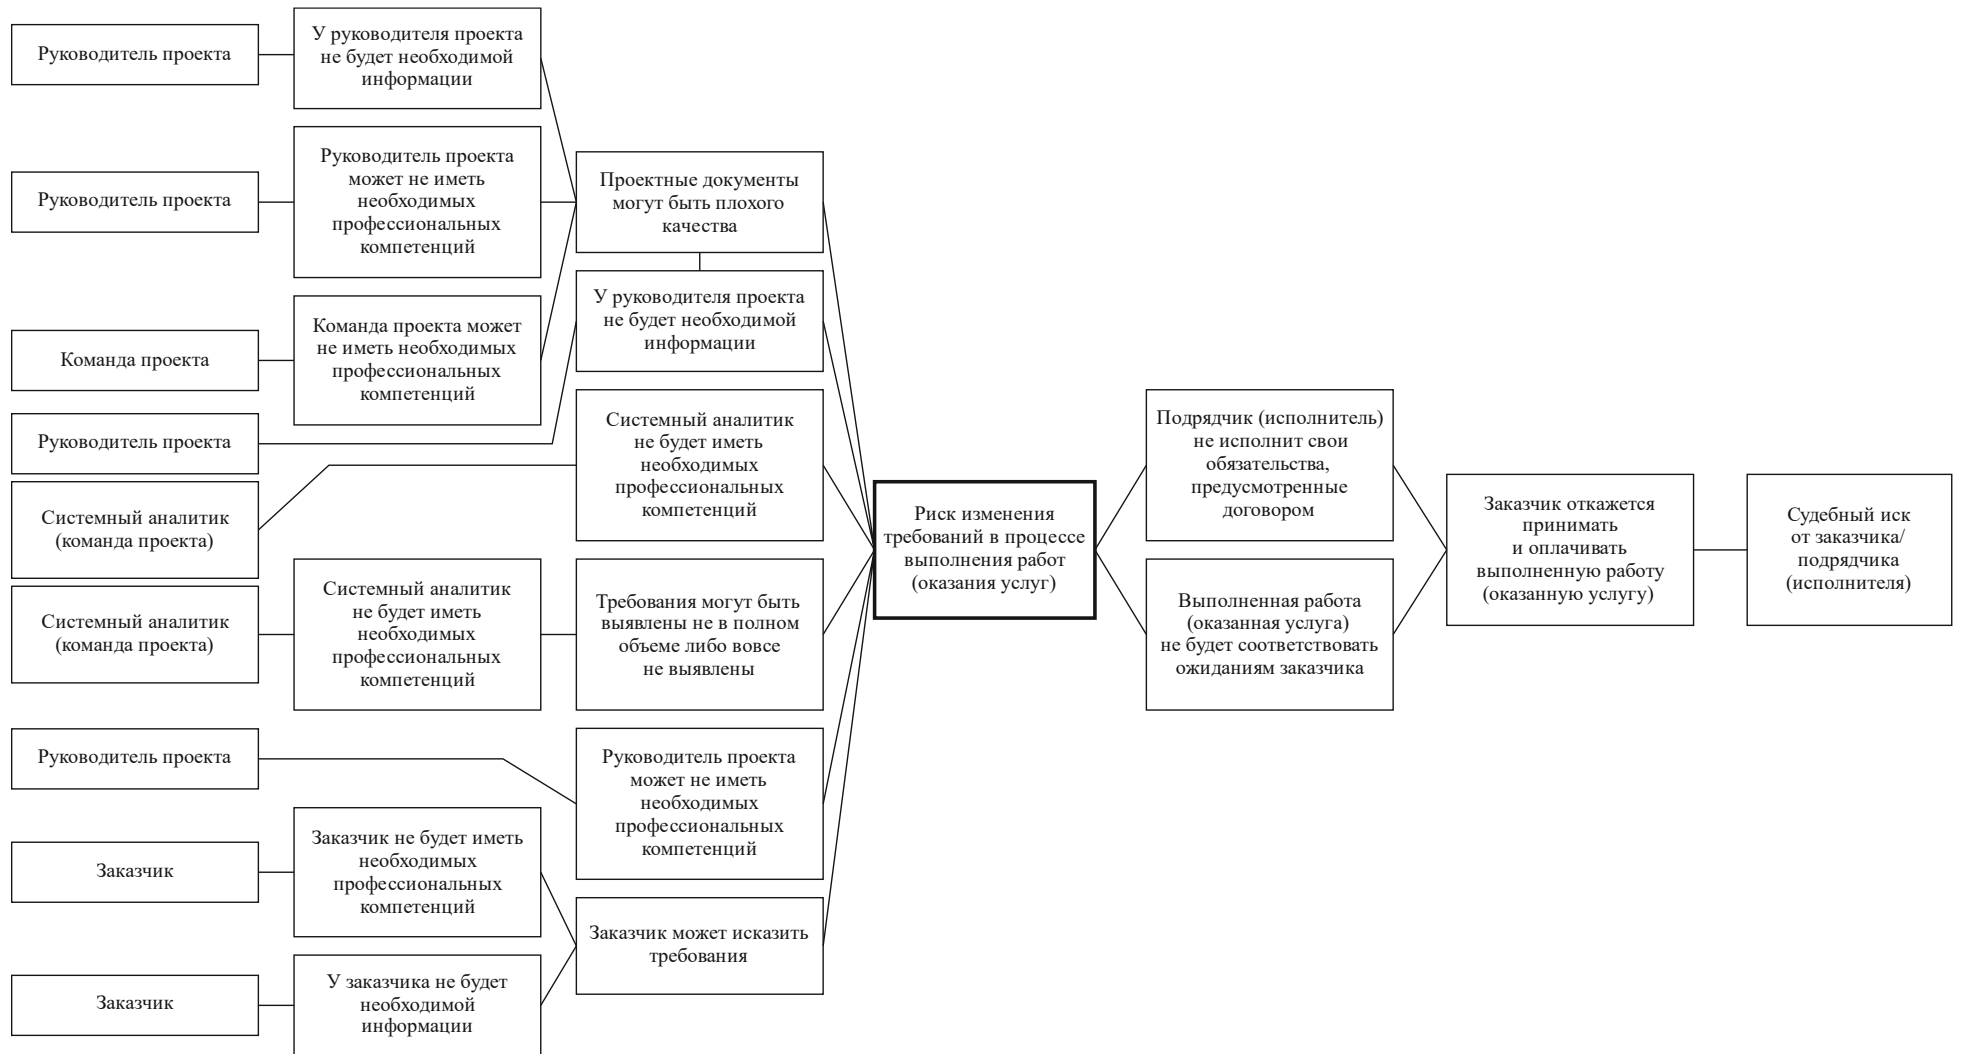 Руководитель проекта
У руководителя проекта
не будет необходимой
информации
Руководитель проекта
Руководитель проекта
может не иметь
необходимых
профессиональных
компетенций
Проектные документы
могут быть плохого
качества
Команда проекта
Команда проекта может
не иметь необходимых
профессиональных
компетенций
У руководителя проекта
не будет необходимой
информации
Руководитель проекта
Системный аналитик
(команда проекта)
Системный аналитик
не будет иметь
необходимых
профессиональных
компетенций
Системный аналитик
(команда проекта)
Системный аналитик
не будет иметь
необходимых
профессиональных
компетенций
Требования могут быть
выявлены не в полном
объеме либо вовсе
не выявлены
Руководитель проекта
Руководитель проекта
может не иметь
необходимых
профессиональных
компетенций
Заказчик
Заказчик не будет иметь
необходимых
профессиональных
компетенций
Заказчик может исказить
требования
Заказчик
У заказчика не будет
необходимой
информации
Риск изменения
требований в процессе
выполнения работ
(оказания услуг)
Подрядчик (исполнитель)
не исполнит свои
обязательства,
предусмотренные
договором
Выполненная работа
(оказанная услуга)
не будет соответствовать
ожиданиям заказчика
Заказчик откажется
принимать
и оплачивать
выполненную работу
(оказанную услугу)
Судебный иск
от заказчика/
подрядчика
(исполнителя)